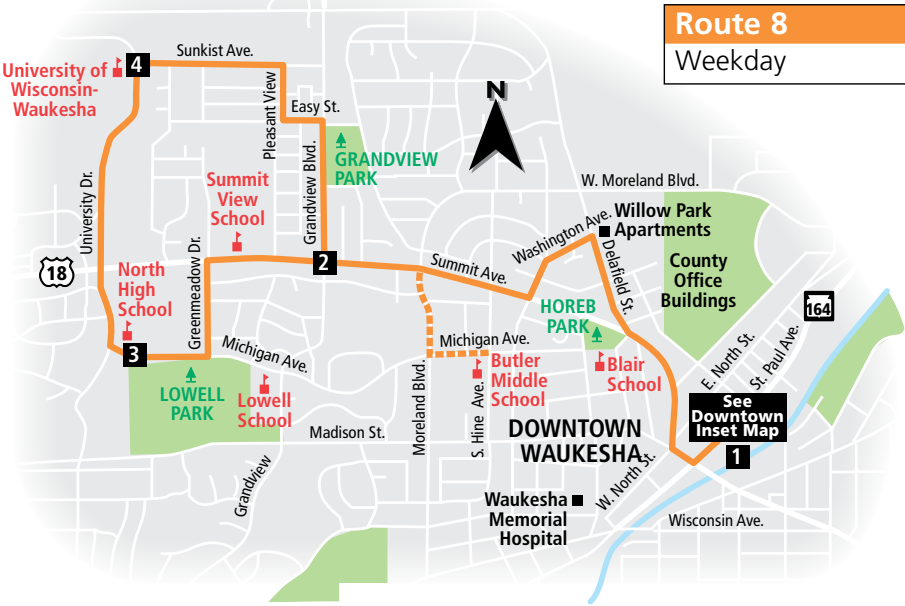 Route 8
Weekday
Sunkist Ave.
4
University of
Wisconsin-
Waukesha
Pleasant View
Easy St.
N
GRANDVIEW
PARK
Grandview Blvd.
Summit
View
School
W. Moreland Blvd.
Willow Park
Apartments
Washington Ave.
Delafield St.
University Dr.
Greenmeadow Dr.
18
2
Summit Ave.
County
Office
Buildings
164
North
High
School
3
HOREB
PARK
Michigan Ave.
Michigan Ave.
E. North St.
St. Paul Ave.
Butler
Middle
School
Blair
School
LOWELL
PARK
Lowell
School
Moreland Blvd.
S. Hine Ave.
See
Downtown
Inset Map
1
Madison St.
DOWNTOWN
WAUKESHA
W. North St.
Grandview
Waukesha
Memorial
Hospital
Wisconsin Ave.